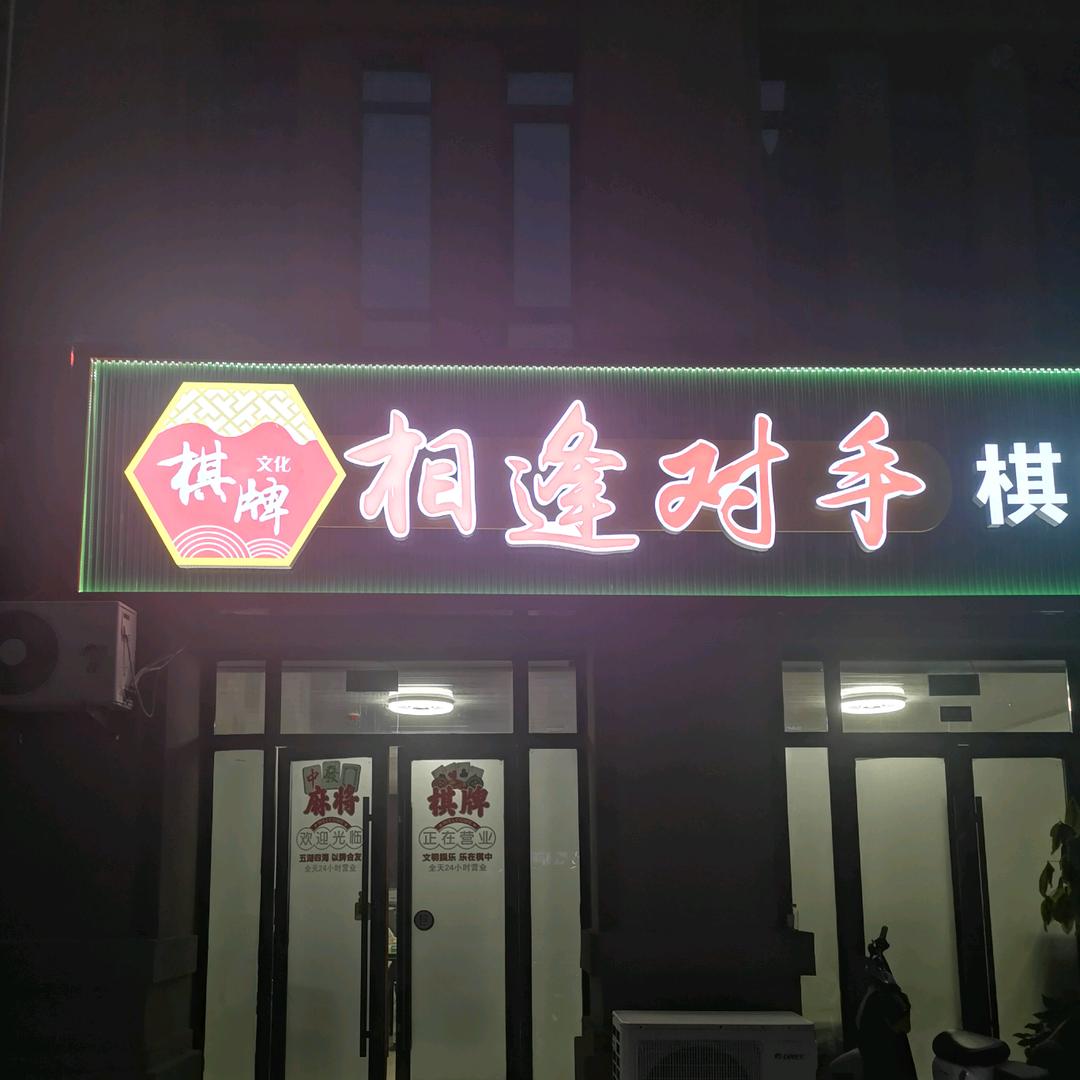 棋牌
文化
相逢对手
棋
中發
麻将
欢迎光临
五湖四海 以牌会友
全天24小时营业
棋牌
正在营业
文明娱乐 乐在棋中
全天24小时营业
GREE